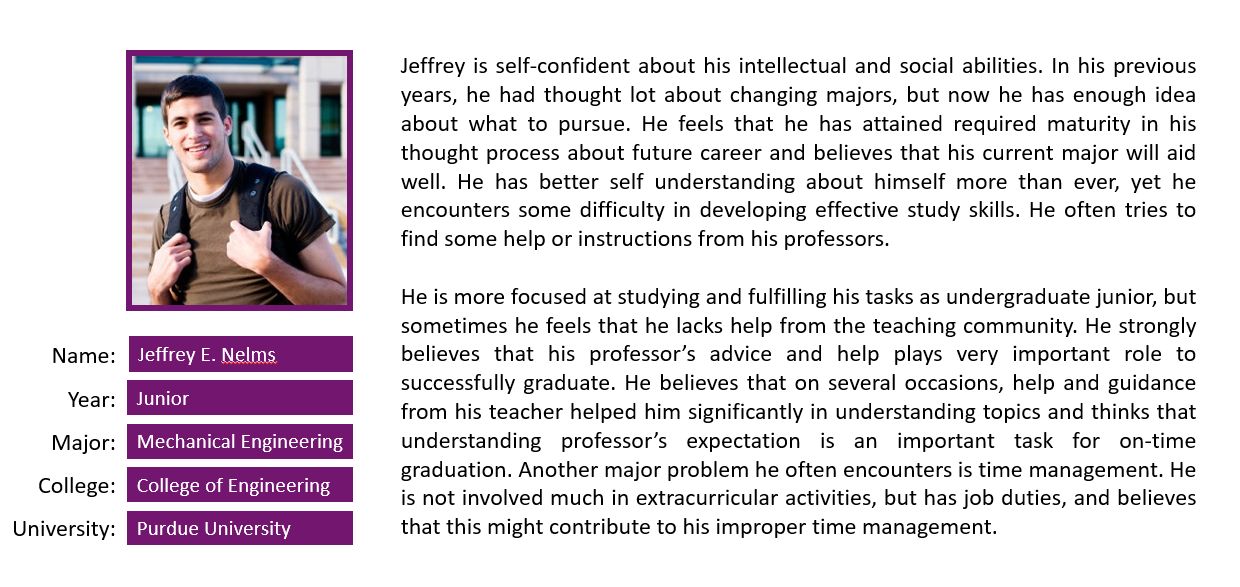 Jeffrey is self-confident about his intellectual and social abilities. In his previous
years, he had thought lot about changing majors, but now he has enough idea
about what to pursue. He feels that he has attained required maturity in his
thought process about future career and believes that his current major will aid
well. He has better self understanding about himself more than ever, yet he
encounters some difficulty in developing effective study skills. He often tries to
find some help or instructions from his professors.
He is more focused at studying and fulfilling his tasks as undergraduate junior, but
sometimes he feels that he lacks help from the teaching community. He strongly
believes that his professor’s advice and help plays very important role to
successfully graduate. He believes that on several occasions, help and guidance
from his teacher helped him significantly in understanding topics and thinks that
understanding professor’s expectation is an important task for on-time
graduation. Another major problem he often encounters is time management. He
is not involved much in extracurricular activities, but has job duties, and believes
that this might contribute to his improper time management.
Name: Jeffrey E. Nelms
Year: Junior
Major: Mechanical Engineering
College: College of Engineering
University: Purdue University